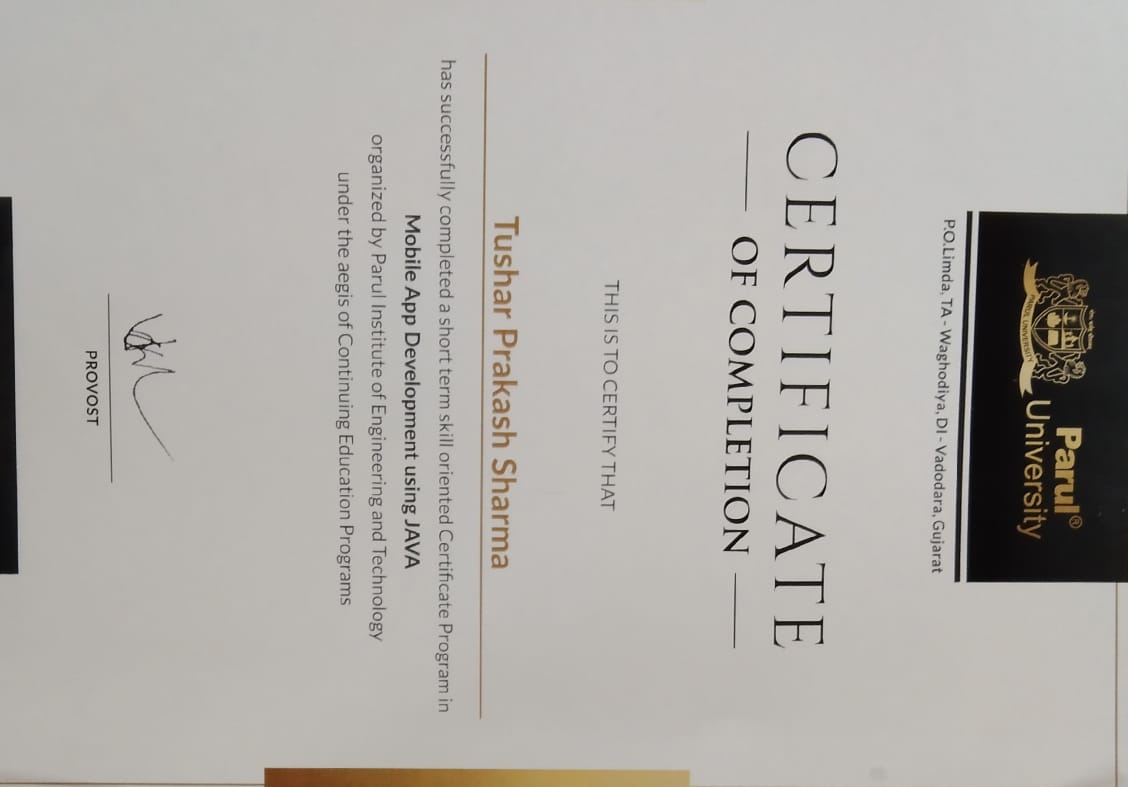 PARUL UNIVERSITY
Parul®
University
P.O.Limda, TA - Waghodiya, DI - Vadodara, Gujarat
CERTIFICATE
OF COMPLETION
THIS IS TO CERTIFY THAT
Tushar Prakash Sharma
has successfully completed a short term skill oriented Certificate Program in
Mobile App Development using JAVA
organized by Parul Institute of Engineering and Technology
under the aegis of Continuing Education Programs
PROVOST